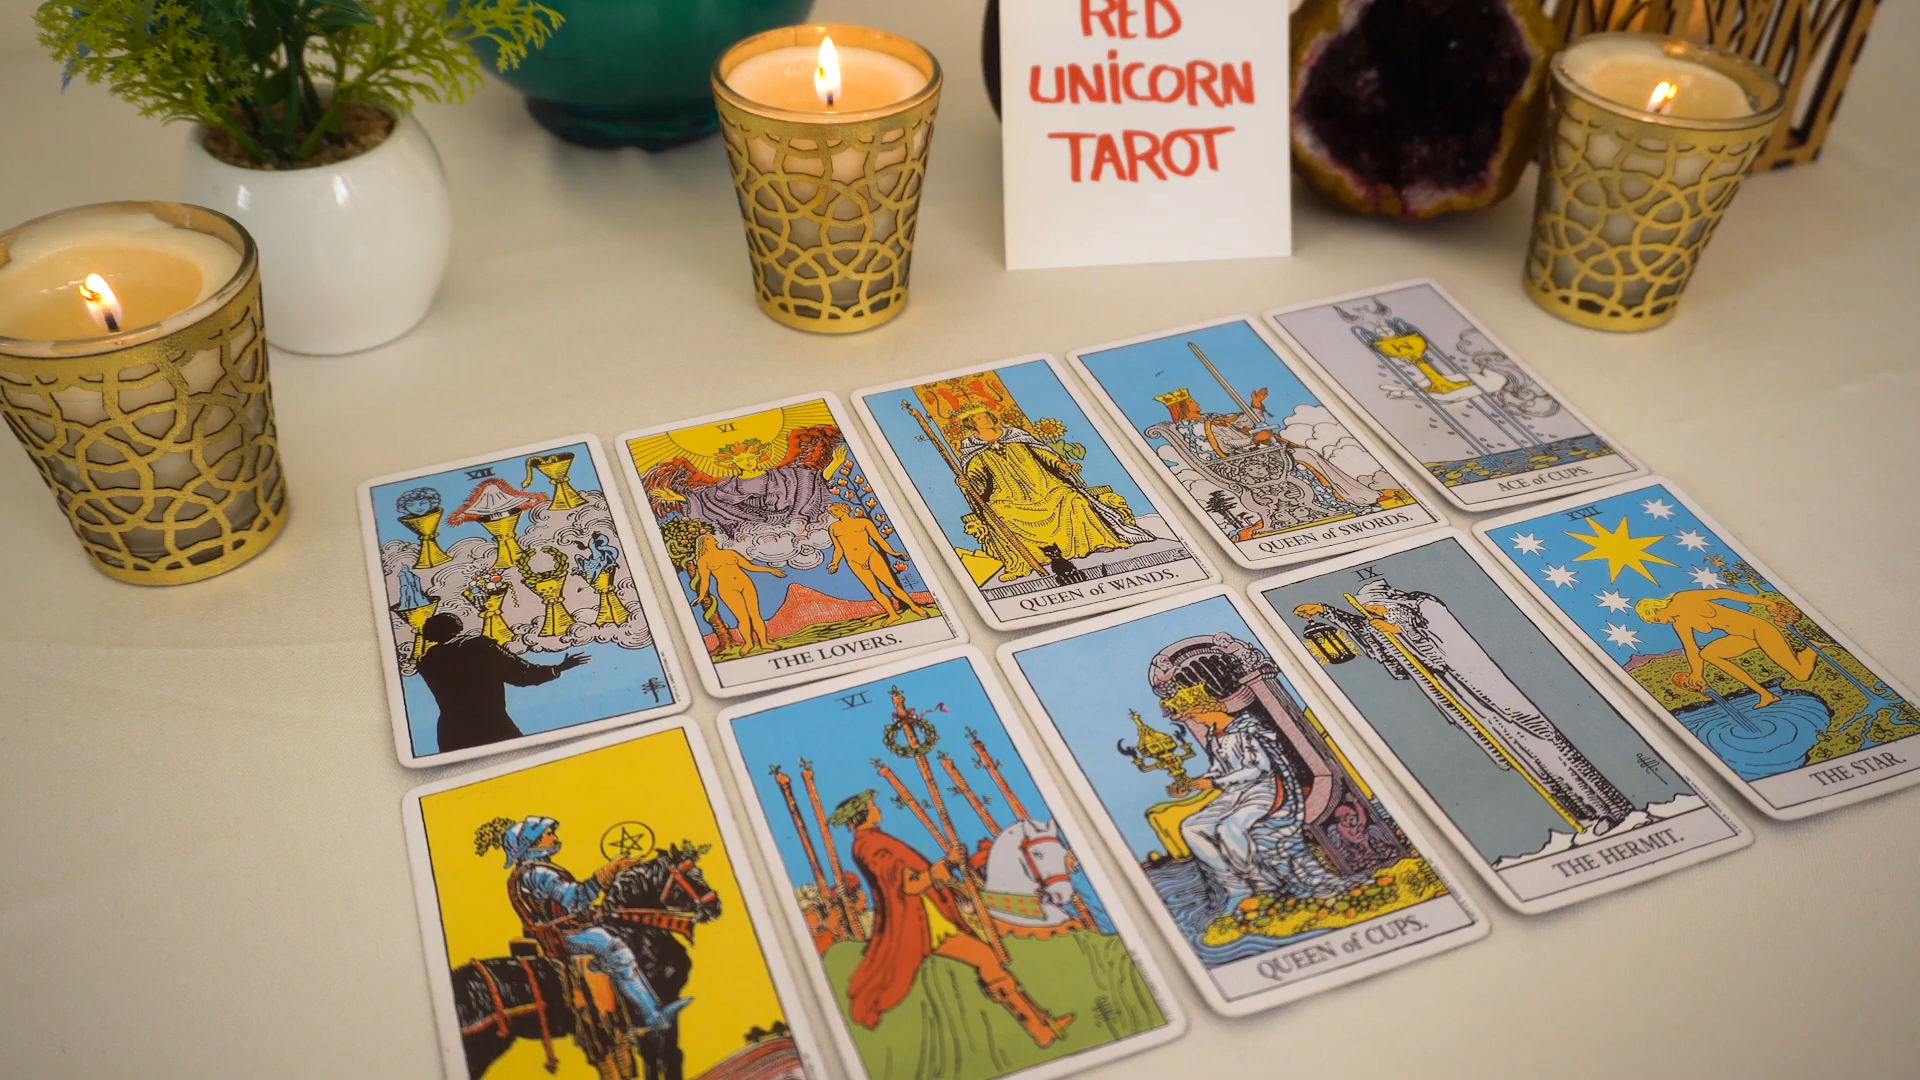 RED
UNICORN
TAROT
VII
VI
THE LOVERS.
QUEEN of WANDS.
QUEEN of SWORDS.
ACE of CUPS.
VI
QUEEN of CUPS.
IX
THE HERMIT.
XVII
THE STAR.